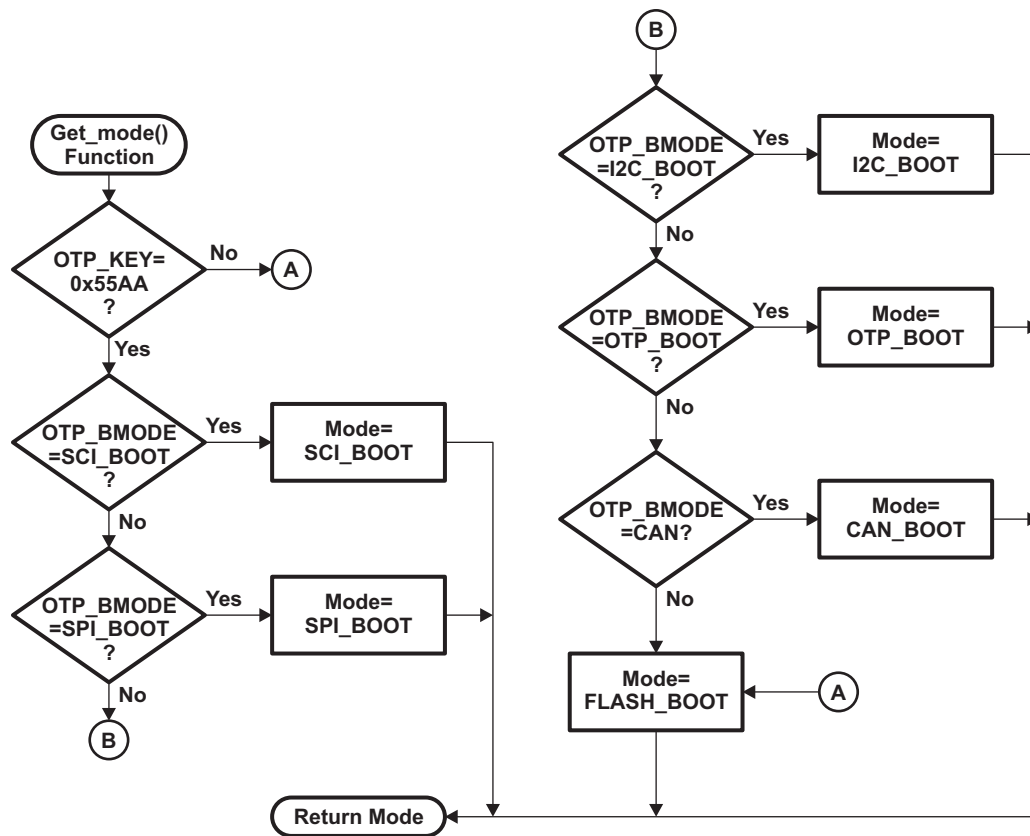 Get_mode()
Function
OTP_KEY=
0x55AA
?
No
A
Yes
OTP_BMODE
=SCI_BOOT
?
Yes
Mode=
SCI_BOOT
No
OTP_BMODE
=SPI_BOOT
?
Yes
Mode=
SPI_BOOT
No
B
B
OTP_BMODE
=I2C_BOOT
?
Yes
Mode=
I2C_BOOT
No
OTP_BMODE
=OTP_BOOT
?
Yes
Mode=
OTP_BOOT
No
OTP_BMODE
=CAN?
Yes
Mode=
CAN_BOOT
No
Mode=
FLASH_BOOT
A
Return Mode